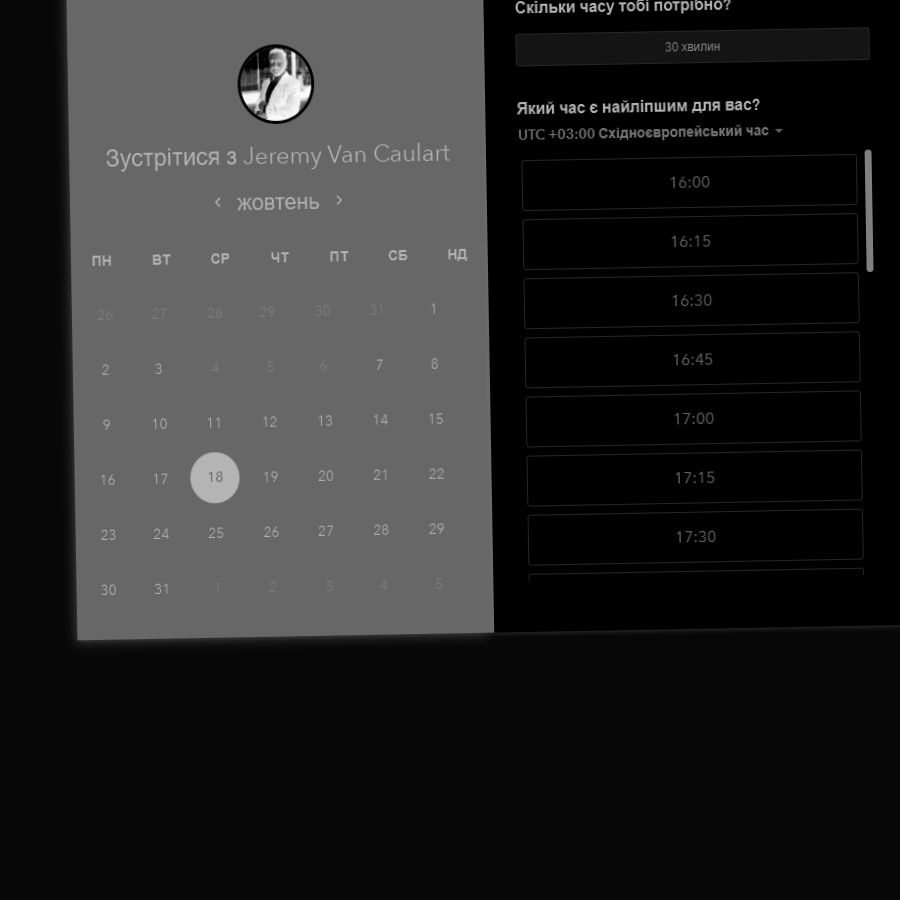 Зустрітися з Jeremy Van Caulart
жовтень
ПН ВТ СР ЧТ ПТ СБ НД
26 27 28 29 30 31 1
2 3 4 5 6 7 8
9 10 11 12 13 14 15
16 17 18 19 20 21 22
23 24 25 26 27 28 29
30 31 1 2 3 4 5
Скільки часу тобі потрібно?
30 хвилин
Який час є найліпшим для вас?
UTC +03:00 Східноєвропейський час
16:00
16:15
16:30
16:45
17:00
17:15
17:30